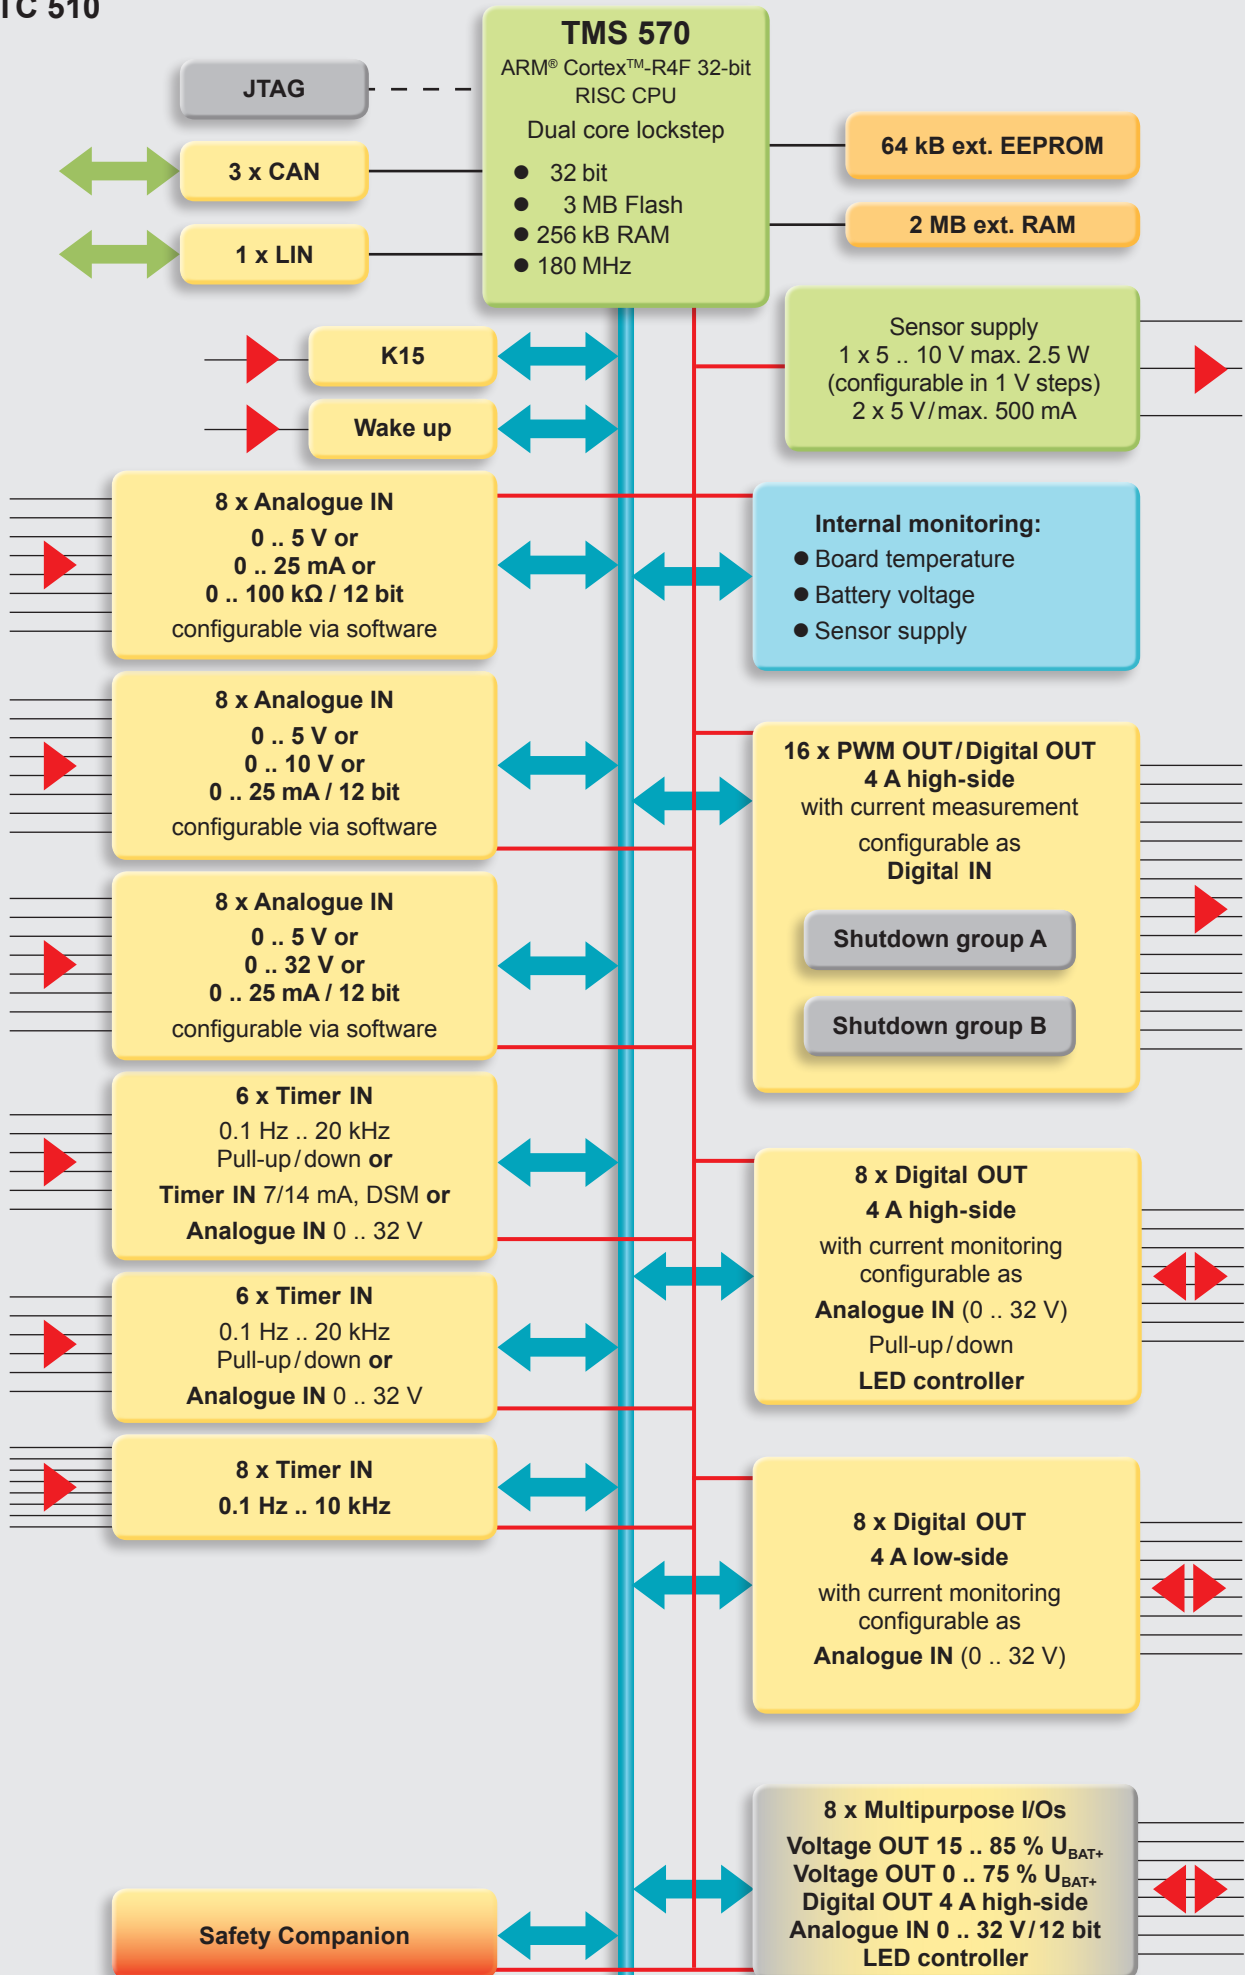 TC 510
TMS 570
ARM® Cortex™-R4F 32-bit
RISC CPU
Dual core lockstep
● 32 bit
● 3 MB Flash
● 256 kB RAM
● 180 MHz
JTAG
3 x CAN
1 x LIN
64 kB ext. EEPROM
2 MB ext. RAM
K15
Wake up
Sensor supply
1 x 5 .. 10 V max. 2.5 W
(configurable in 1 V steps)
2 x 5 V/max. 500 mA
8 x Analogue IN
0 .. 5 V or
0 .. 25 mA or
0 .. 100 kΩ / 12 bit
configurable via software
Internal monitoring:
● Board temperature
● Battery voltage
● Sensor supply
8 x Analogue IN
0 .. 5 V or
0 .. 10 V or
0 .. 25 mA / 12 bit
configurable via software
16 x PWM OUT/Digital OUT
4 A high-side
with current measurement
configurable as
Digital IN
Shutdown group A
Shutdown group B
8 x Analogue IN
0 .. 5 V or
0 .. 32 V or
0 .. 25 mA / 12 bit
configurable via software
6 x Timer IN
0.1 Hz .. 20 kHz
Pull-up/down or
Timer IN 7/14 mA, DSM or
Analogue IN 0 .. 32 V
8 x Digital OUT
4 A high-side
with current monitoring
configurable as
Analogue IN (0 .. 32 V)
Pull-up/down
LED controller
6 x Timer IN
0.1 Hz .. 20 kHz
Pull-up/down or
Analogue IN 0 .. 32 V
8 x Timer IN
0.1 Hz .. 10 kHz
8 x Digital OUT
4 A low-side
with current monitoring
configurable as
Analogue IN (0 .. 32 V)
8 x Multipurpose I/Os
Voltage OUT 15 .. 85 % UBAT+
Voltage OUT 0 .. 75 % UBAT+
Digital OUT 4 A high-side
Analogue IN 0 .. 32 V/12 bit
LED controller
Safety Companion